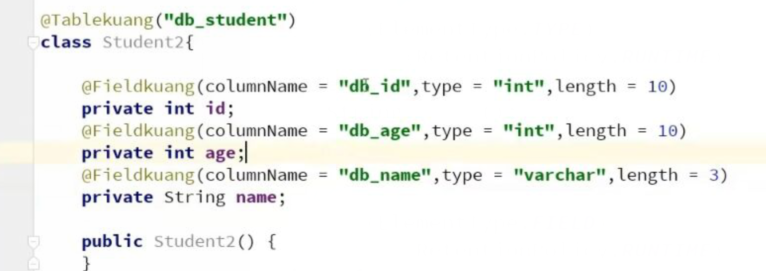 @Tablekuang("db_student")
class Student2{
@Fieldkuang(columnName = "db_id",type = "int",length = 10)
private int id;
@Fieldkuang(columnName = "db_age",type = "int",length = 10)
private int age;
@Fieldkuang(columnName = "db_name",type = "varchar",length = 3)
private String name;
public Student2() {
}